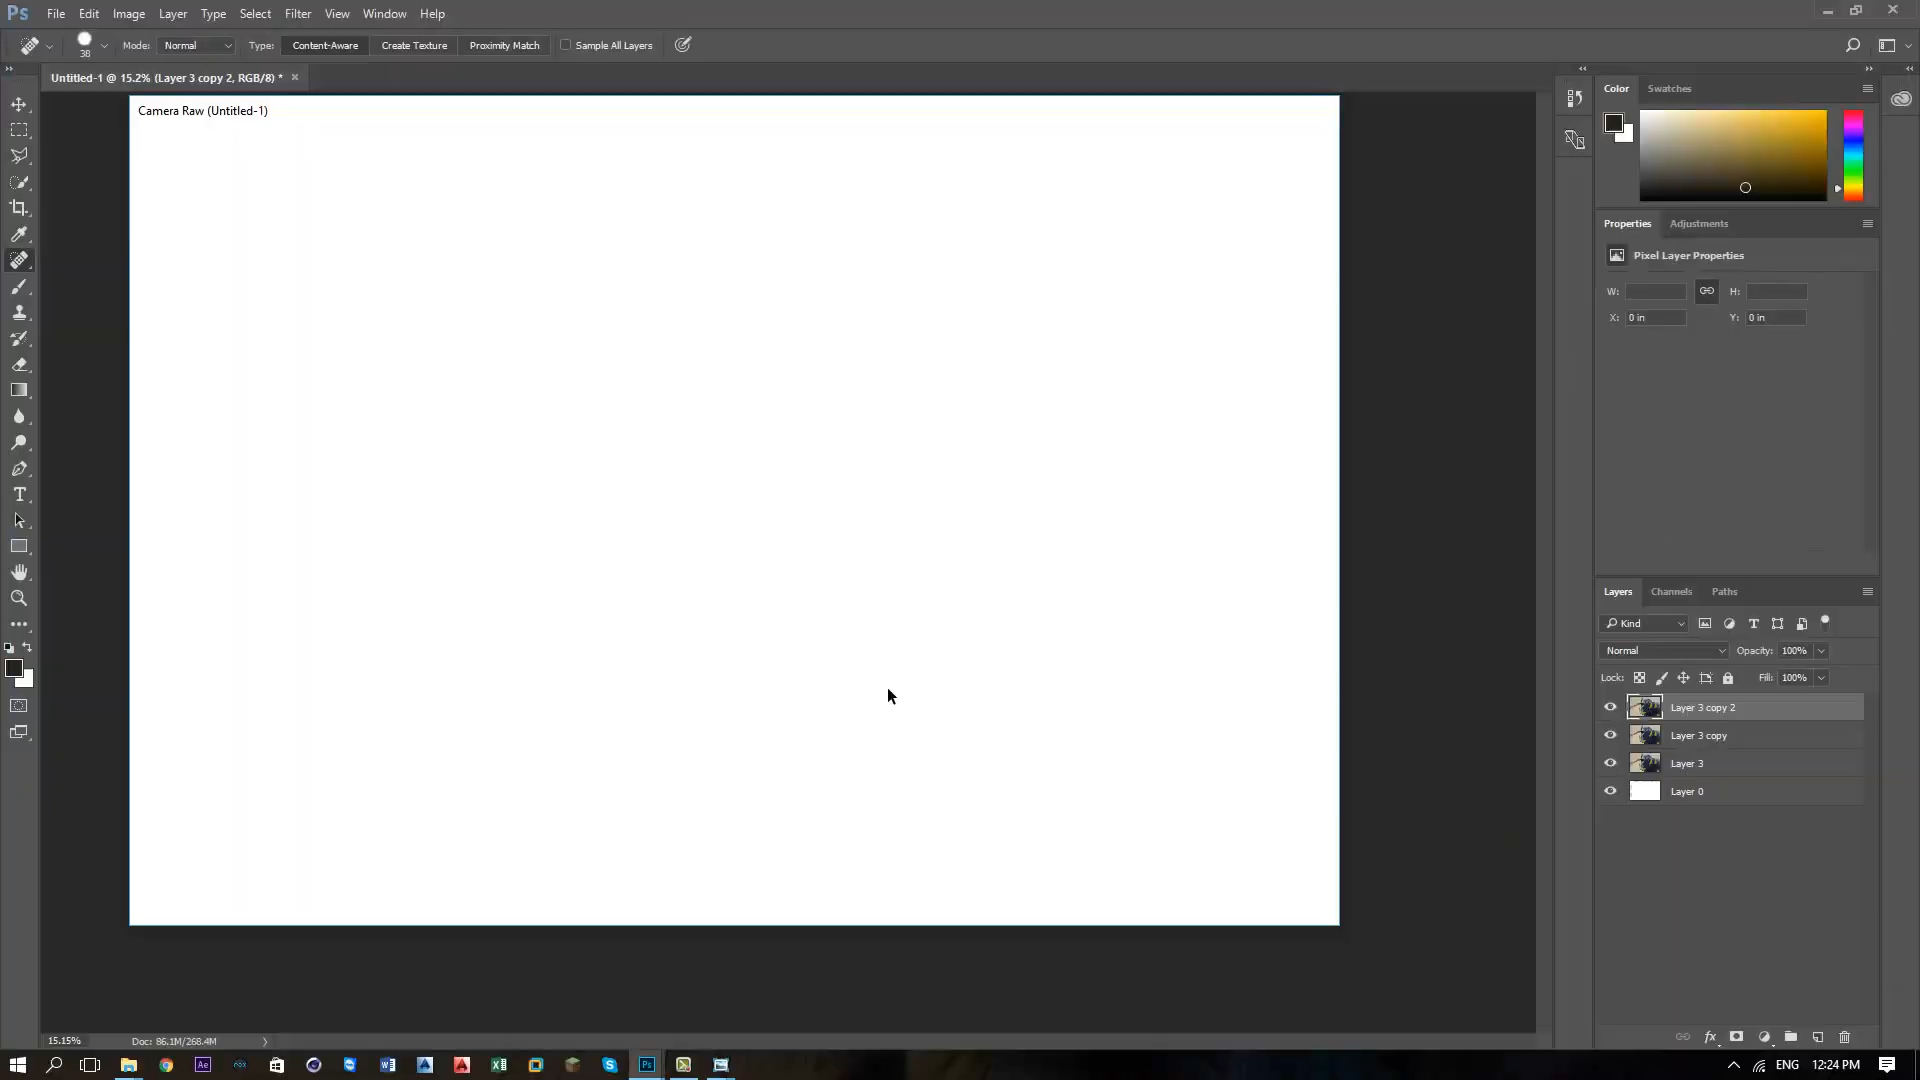 Ps File Edit Image Layer Type Select Filter View Window Help
38 Mode: Normal Type: Content-Aware Create Texture Proximity Match Sample All Layers
Untitled-1 @ 15.2% (Layer 3 copy 2, RGB/8) *
Camera Raw (Untitled-1)
Color Swatches
Properties Adjustments
Pixel Layer Properties
W: H:
X: 0 in Y: 0 in
Layers Channels Paths
Kind
Normal Opacity: 100%
Lock: Fill: 100%
Layer 3 copy 2
Layer 3 copy
Layer 3
Layer 0
15.15% Doc: 86.1M/268.4M
Ae Ps ENG 12:24 PM